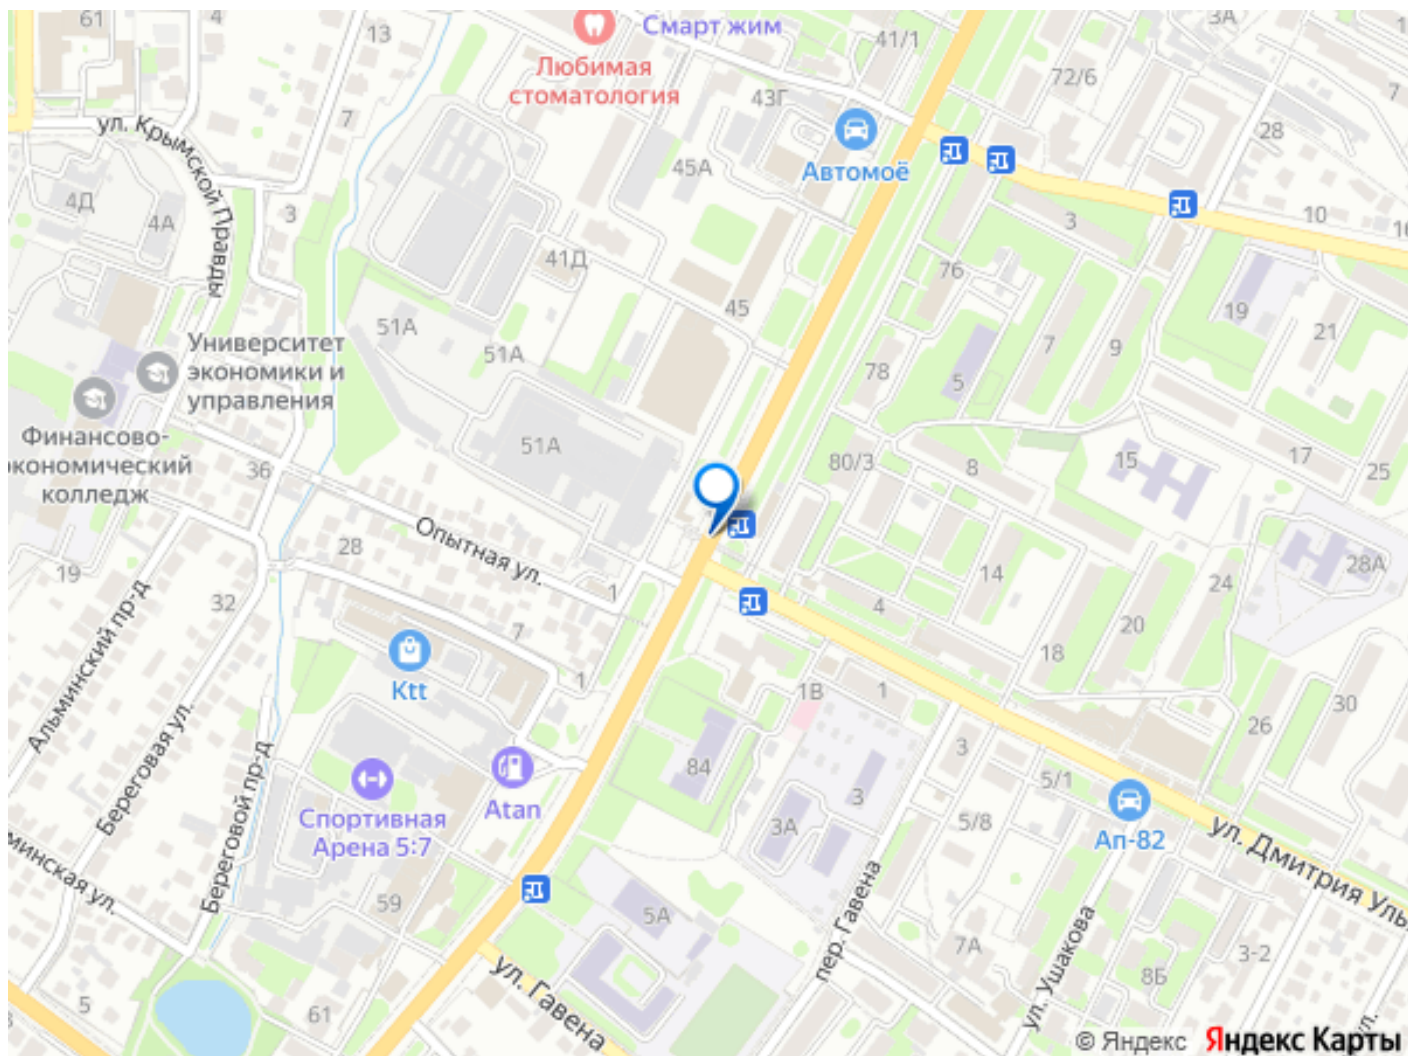 61
13
Смарт жим
41/1
3А
72/6
Любимая
стоматология
43Г
7
28
7
ул. Крымской Правды
Автомоё
45А
4Д
4А
3
3
10
16
41Д
76
45
19
21
51А
51А
Университет
экономики и
управления
7
9
78
5
Финансово-
экономический
колледж
36
51А
80/3
8
15
17
25
Опытная ул.
28
19
32
1
7
14
4
24
28А
20
18
Альминский пр-д
Ktt
1
1В
1
30
26
Береговая ул.
Береговой пр-д
84
3
3
5/1
Atan
Спортивная
Арена 5:7
3А
5/8
Ап-82
ул. Дмитрия Уль
минская ул.
59
5А
пер. Гавена
7А
ул. Ушакова
8Б
3-2
ул. Гавена
5
61
ул.
© Яндекс Яндекс Карты